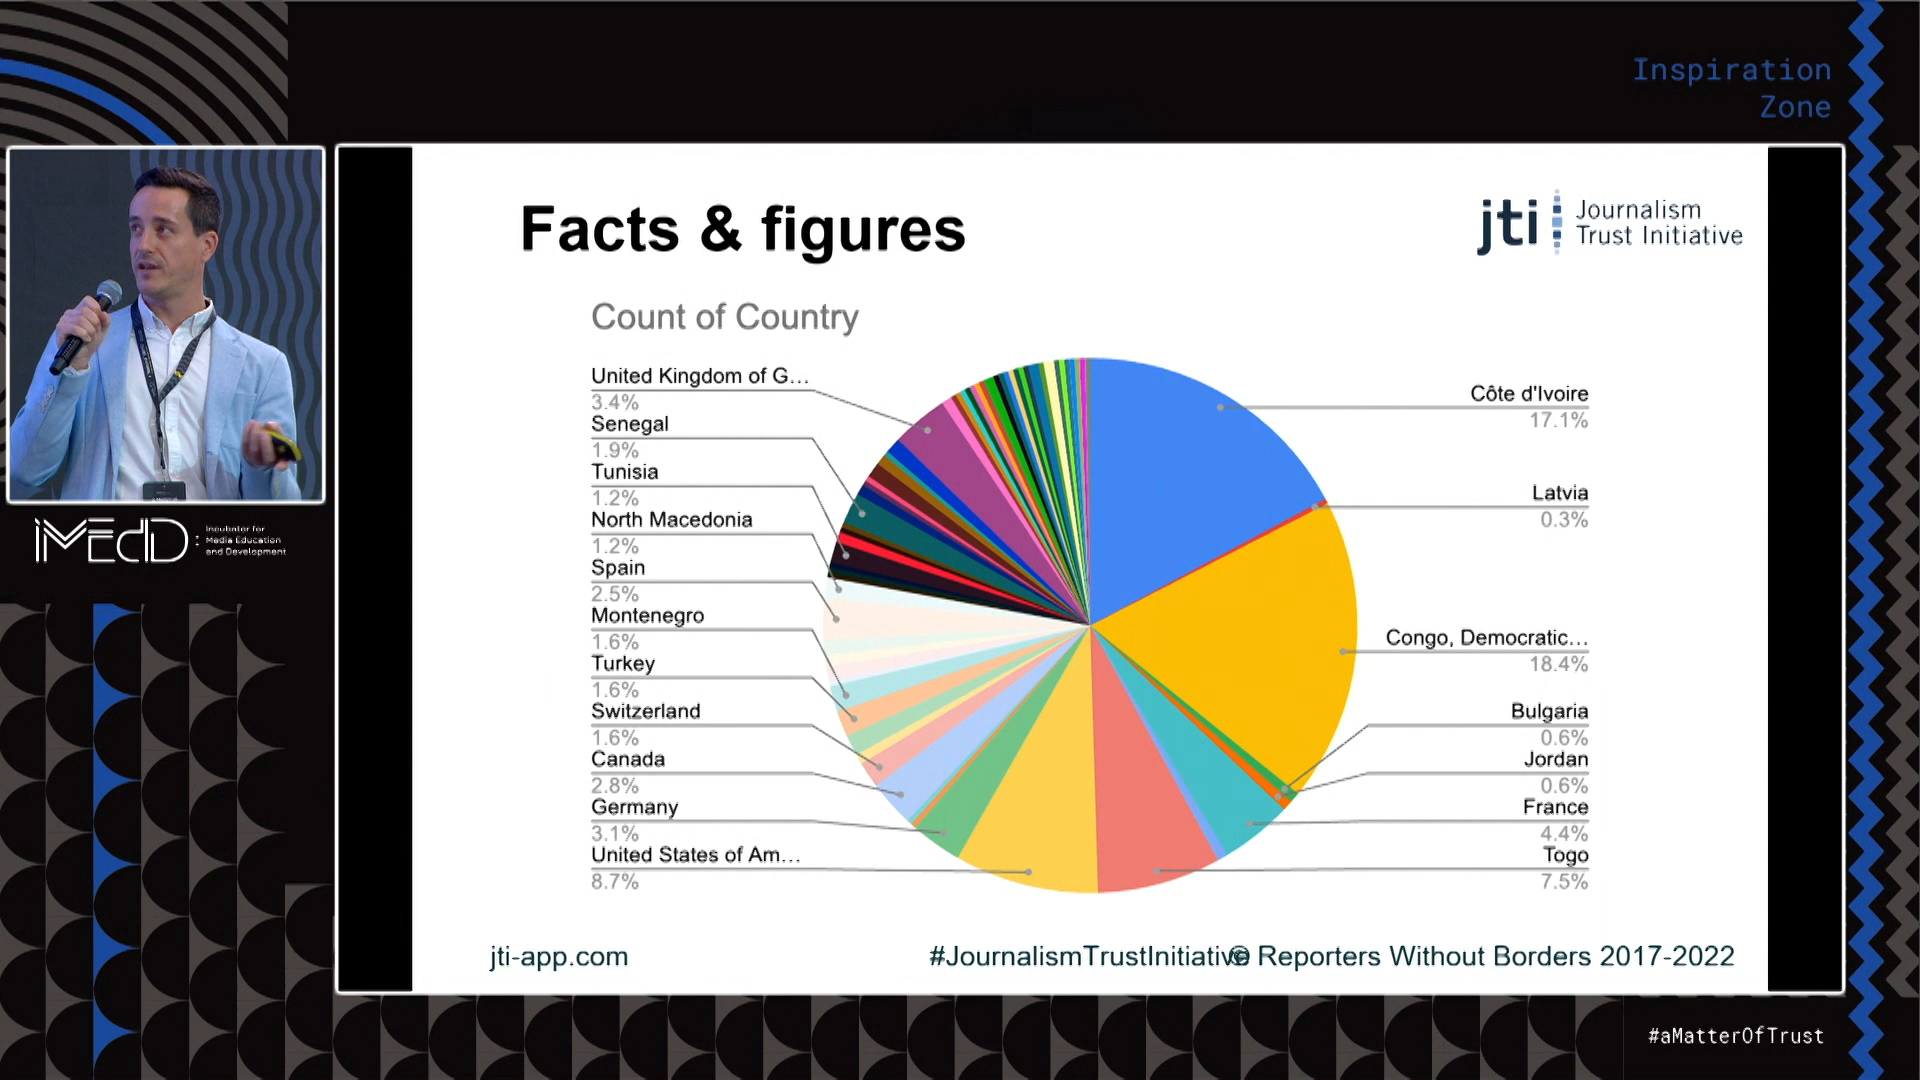 Inspiration
Zone
Facts & figures
jti
Journalism
Trust Initiative
Count of Country
United Kingdom of G...
3.4%
Senegal
1.9%
Tunisia
1.2%
North Macedonia
1.2%
Spain
2.5%
Montenegro
1.6%
Turkey
1.6%
Switzerland
1.6%
Canada
2.8%
Germany
3.1%
United States of Am...
8.7%
Côte d'Ivoire
17.1%
Latvia
0.3%
Congo, Democratic...
18.4%
Bulgaria
0.6%
Jordan
0.6%
France
4.4%
Togo
7.5%
jti-app.com
#JournalismTrustInitiative
© Reporters Without Borders 2017-2022
iMEdD:
Incubator for
Media Education
and Development
#aMatterOfTrust